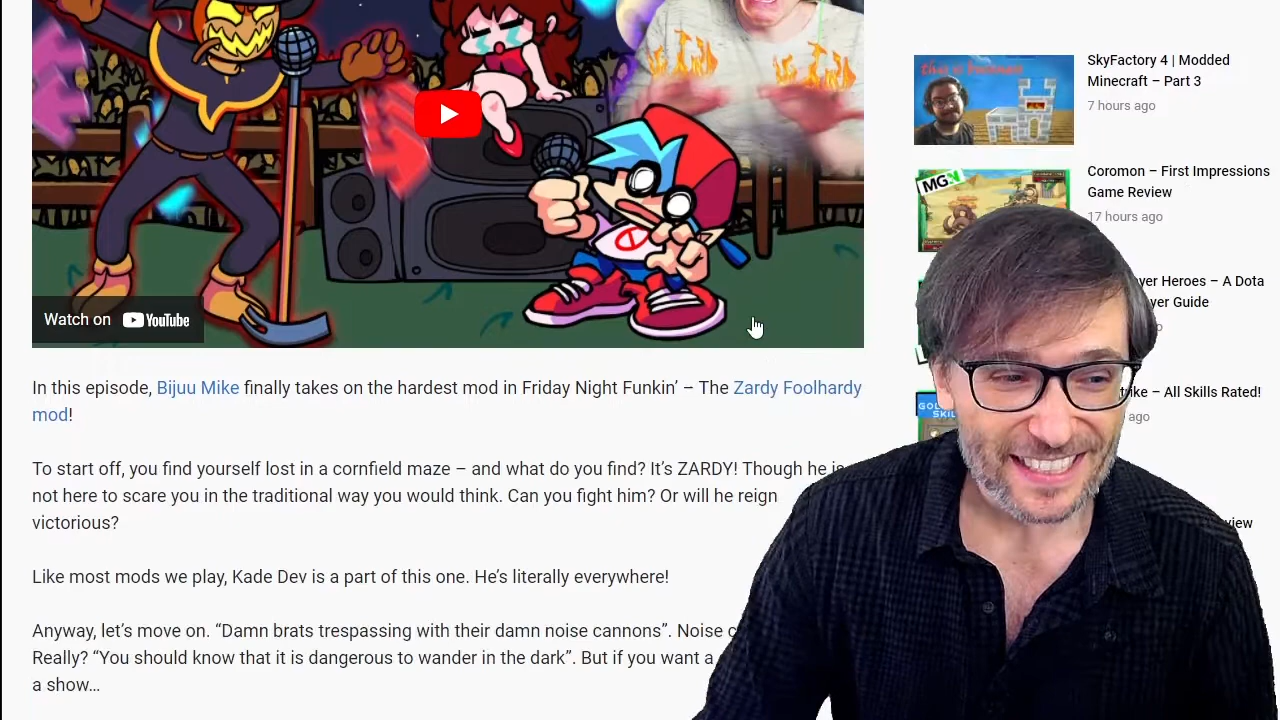 Watch on YouTube
In this episode, Bijuu Mike finally takes on the hardest mod in Friday Night Funkin’ – The Zardy Foolhardy
mod!
To start off, you find yourself lost in a cornfield maze – and what do you find? It’s ZARDY! Though he is
not here to scare you in the traditional way you would think. Can you fight him? Or will he reign
victorious?
Like most mods we play, Kade Dev is a part of this one. He’s literally everywhere!
Anyway, let’s move on. “Damn brats trespassing with their damn noise cannons”. Noise
Really? “You should know that it is dangerous to wander in the dark”. But if you want a
a show…
this is business
SkyFactory 4 | Modded
Minecraft – Part 3
7 hours ago
MGN
Coromon – First Impressions
Game Review
17 hours ago
Heroes – A Dota
Guide
– All Skills Rated!
ago